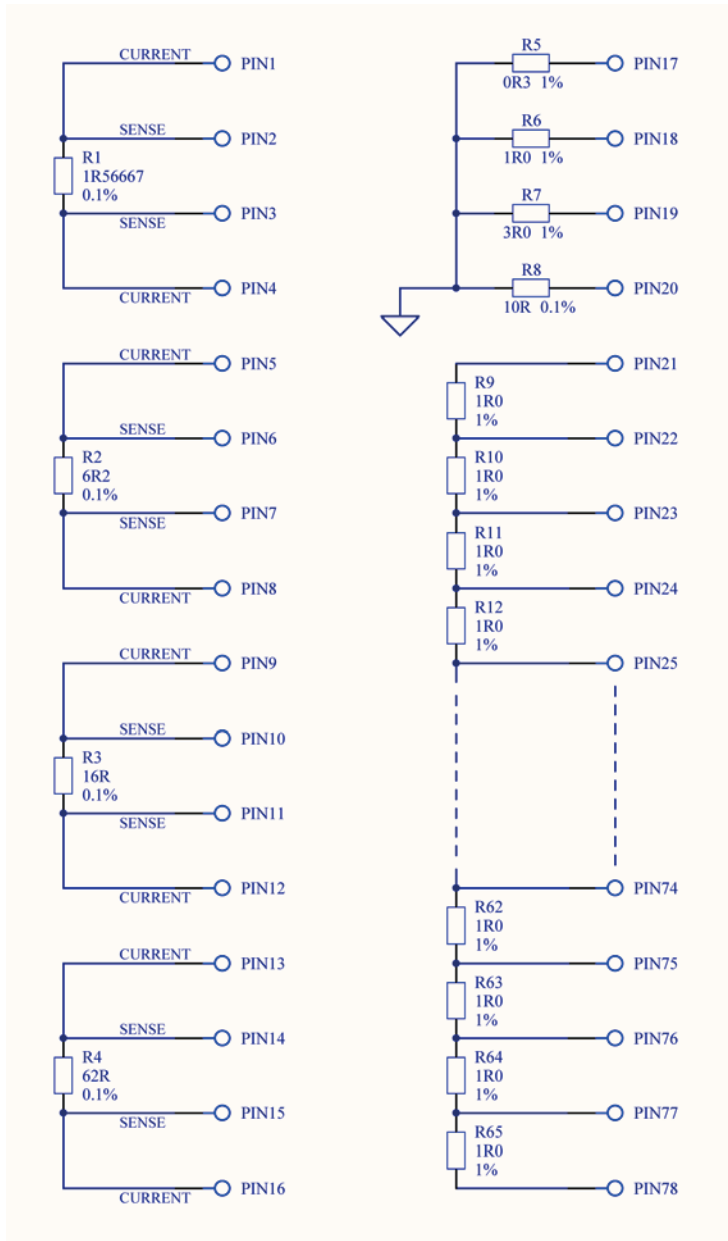 CURRENT
PIN1
SENSE
PIN2
R1
1R56667
0.1%
PIN3
SENSE
PIN4
CURRENT
CURRENT
PIN5
SENSE
PIN6
R2
6R2
0.1%
PIN7
SENSE
PIN8
CURRENT
CURRENT
PIN9
SENSE
PIN10
R3
16R
0.1%
PIN11
SENSE
PIN12
CURRENT
CURRENT
PIN13
SENSE
PIN14
R4
62R
0.1%
PIN15
SENSE
PIN16
CURRENT
R5
PIN17
0R3 1%
R6
PIN18
1R0 1%
R7
PIN19
3R0 1%
R8
PIN20
10R 0.1%
PIN21
R9
1R0
1%
PIN22
R10
1R0
1%
PIN23
R11
1R0
1%
PIN24
R12
1R0
1%
PIN25
PIN74
R62
1R0
1%
PIN75
R63
1R0
1%
PIN76
R64
1R0
1%
PIN77
R65
1R0
1%
PIN78